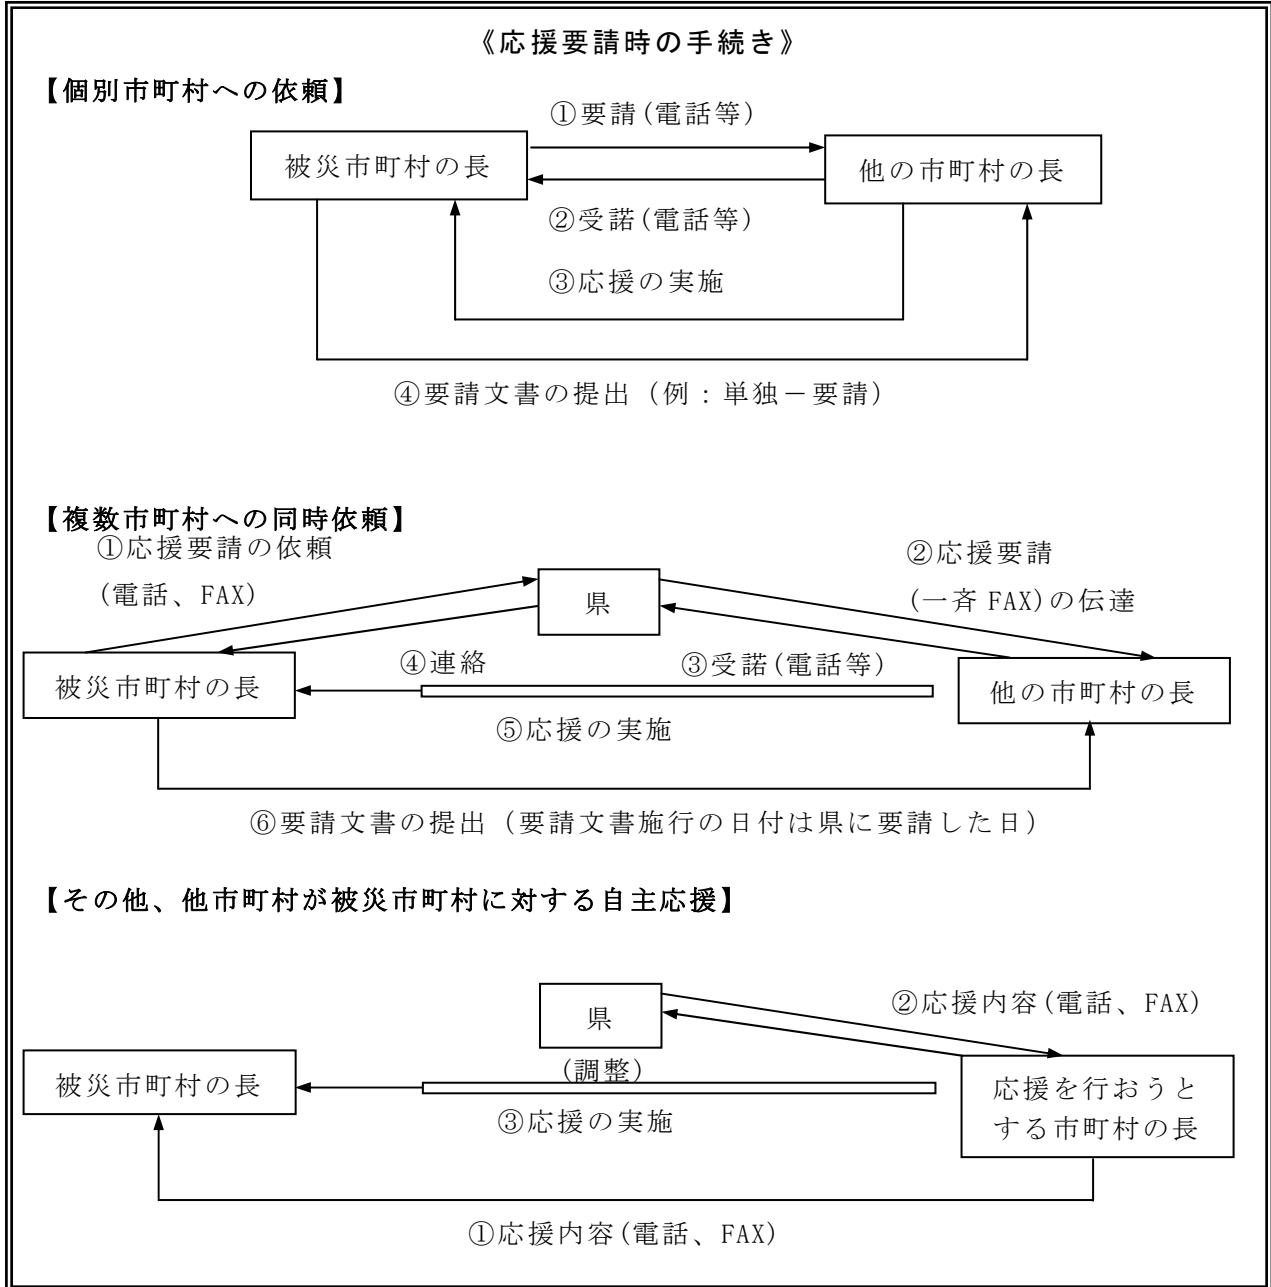 《応援要請時の手続き》
【個別市町村への依頼】
①要請(電話等)
被災市町村の長
他の市町村の長
②受諾(電話等)
③応援の実施
④要請文書の提出（例：単独－要請）
【複数市町村への同時依頼】
①応援要請の依頼
(電話、FAX)
県
②応援要請
(一斉 FAX)の伝達
④連絡
③受諾(電話等)
被災市町村の長
他の市町村の長
⑤応援の実施
⑥要請文書の提出（要請文書施行の日付は県に要請した日）
【その他、他市町村が被災市町村に対する自主応援】
県
②応援内容(電話、FAX)
(調整)
被災市町村の長
応援を行おうと
する市町村の長
③応援の実施
①応援内容(電話、FAX)